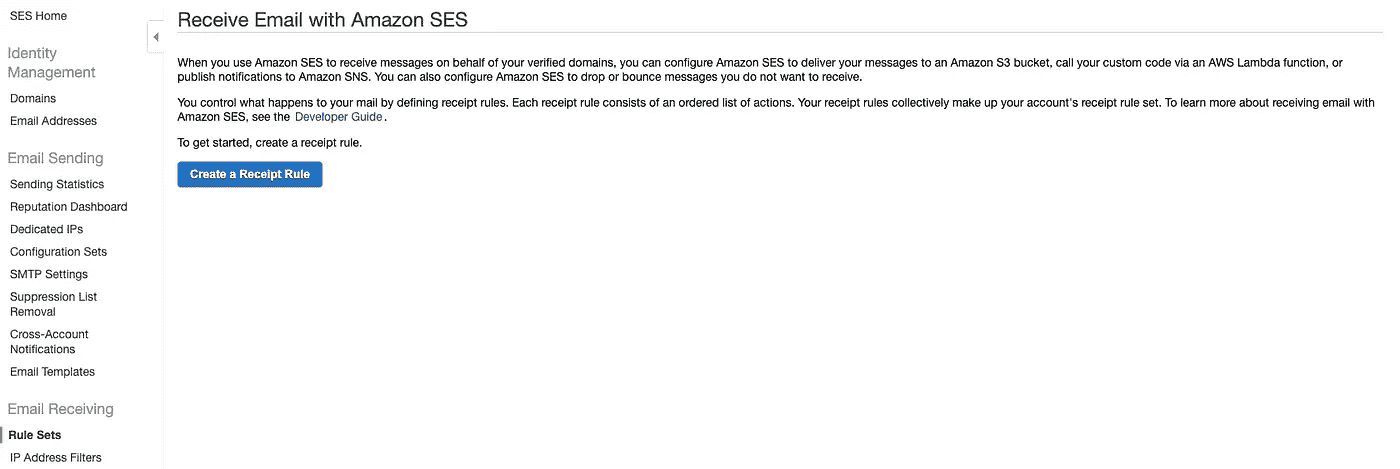 SES Home
Identity
Management
Domains
Email Addresses
Email Sending
Sending Statistics
Reputation Dashboard
Dedicated IPs
Configuration Sets
SMTP Settings
Suppression List
Removal
Cross-Account
Notifications
Email Templates
Email Receiving
Rule Sets
IP Address Filters
Receive Email with Amazon SES
When you use Amazon SES to receive messages on behalf of your verified domains, you can configure Amazon SES to deliver your messages to an Amazon S3 bucket, call your custom code via an AWS Lambda function, or
publish notifications to Amazon SNS. You can also configure Amazon SES to drop or bounce messages you do not want to receive.
You control what happens to your mail by defining receipt rules. Each receipt rule consists of an ordered list of actions. Your receipt rules collectively make up your account's receipt rule set. To learn more about receiving email with
Amazon SES, see the Developer Guide.
To get started, create a receipt rule.
Create a Receipt Rule